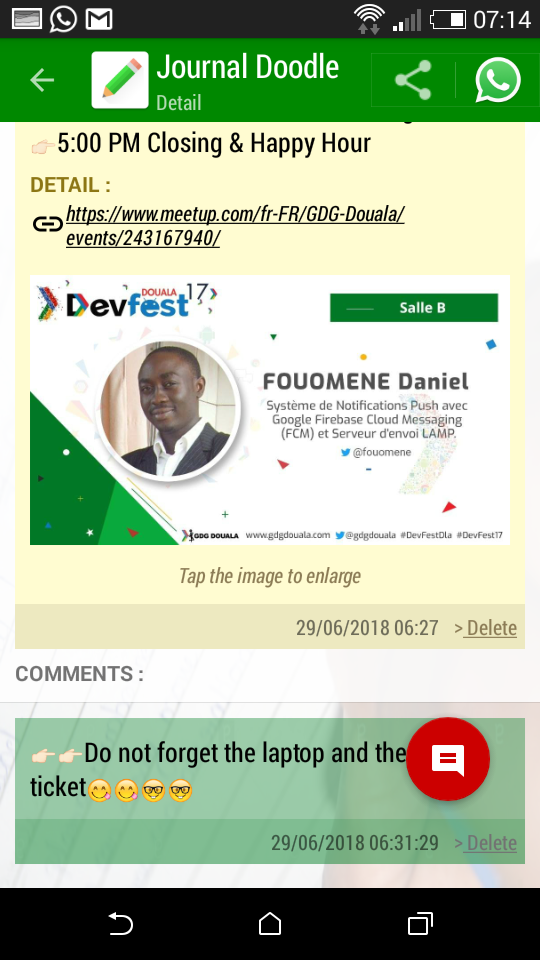 07:14
Journal Doodle
Detail
👉🏻5:00 PM Closing & Happy Hour
DETAIL :
https://www.meetup.com/fr-FR/GDG-Douala/
events/243167940/
DOUALA
Devfest 17
Salle B
FOUOMENE Daniel
Système de Notifications Push avec
Google Firebase Cloud Messaging
(FCM) et Serveur d'envoi LAMP.
@fouomene
GDG DOUALA www.gdgdouala.com @gdgdouala #DevFestDla #DevFest17
Tap the image to enlarge
29/06/2018 06:27 > Delete
COMMENTS :
👉🏻👉🏻Do not forget the laptop and the
ticket😋😋🤓🤓
29/06/2018 06:31:29 > Delete